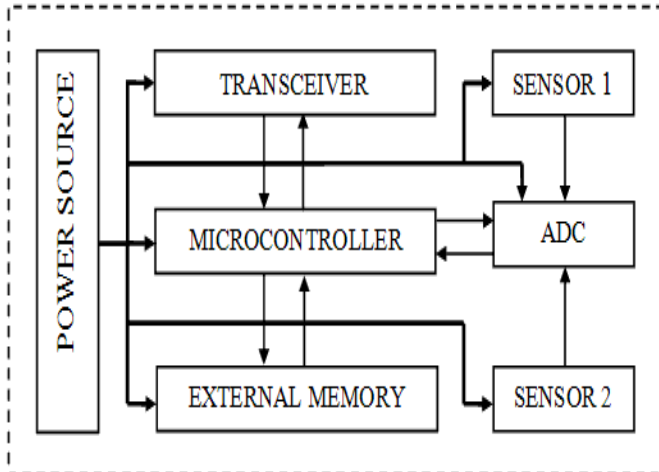 POWER SOURCE
TRANSCEIVER
SENSOR 1
MICROCONTROLLER
ADC
EXTERNAL MEMORY
SENSOR 2